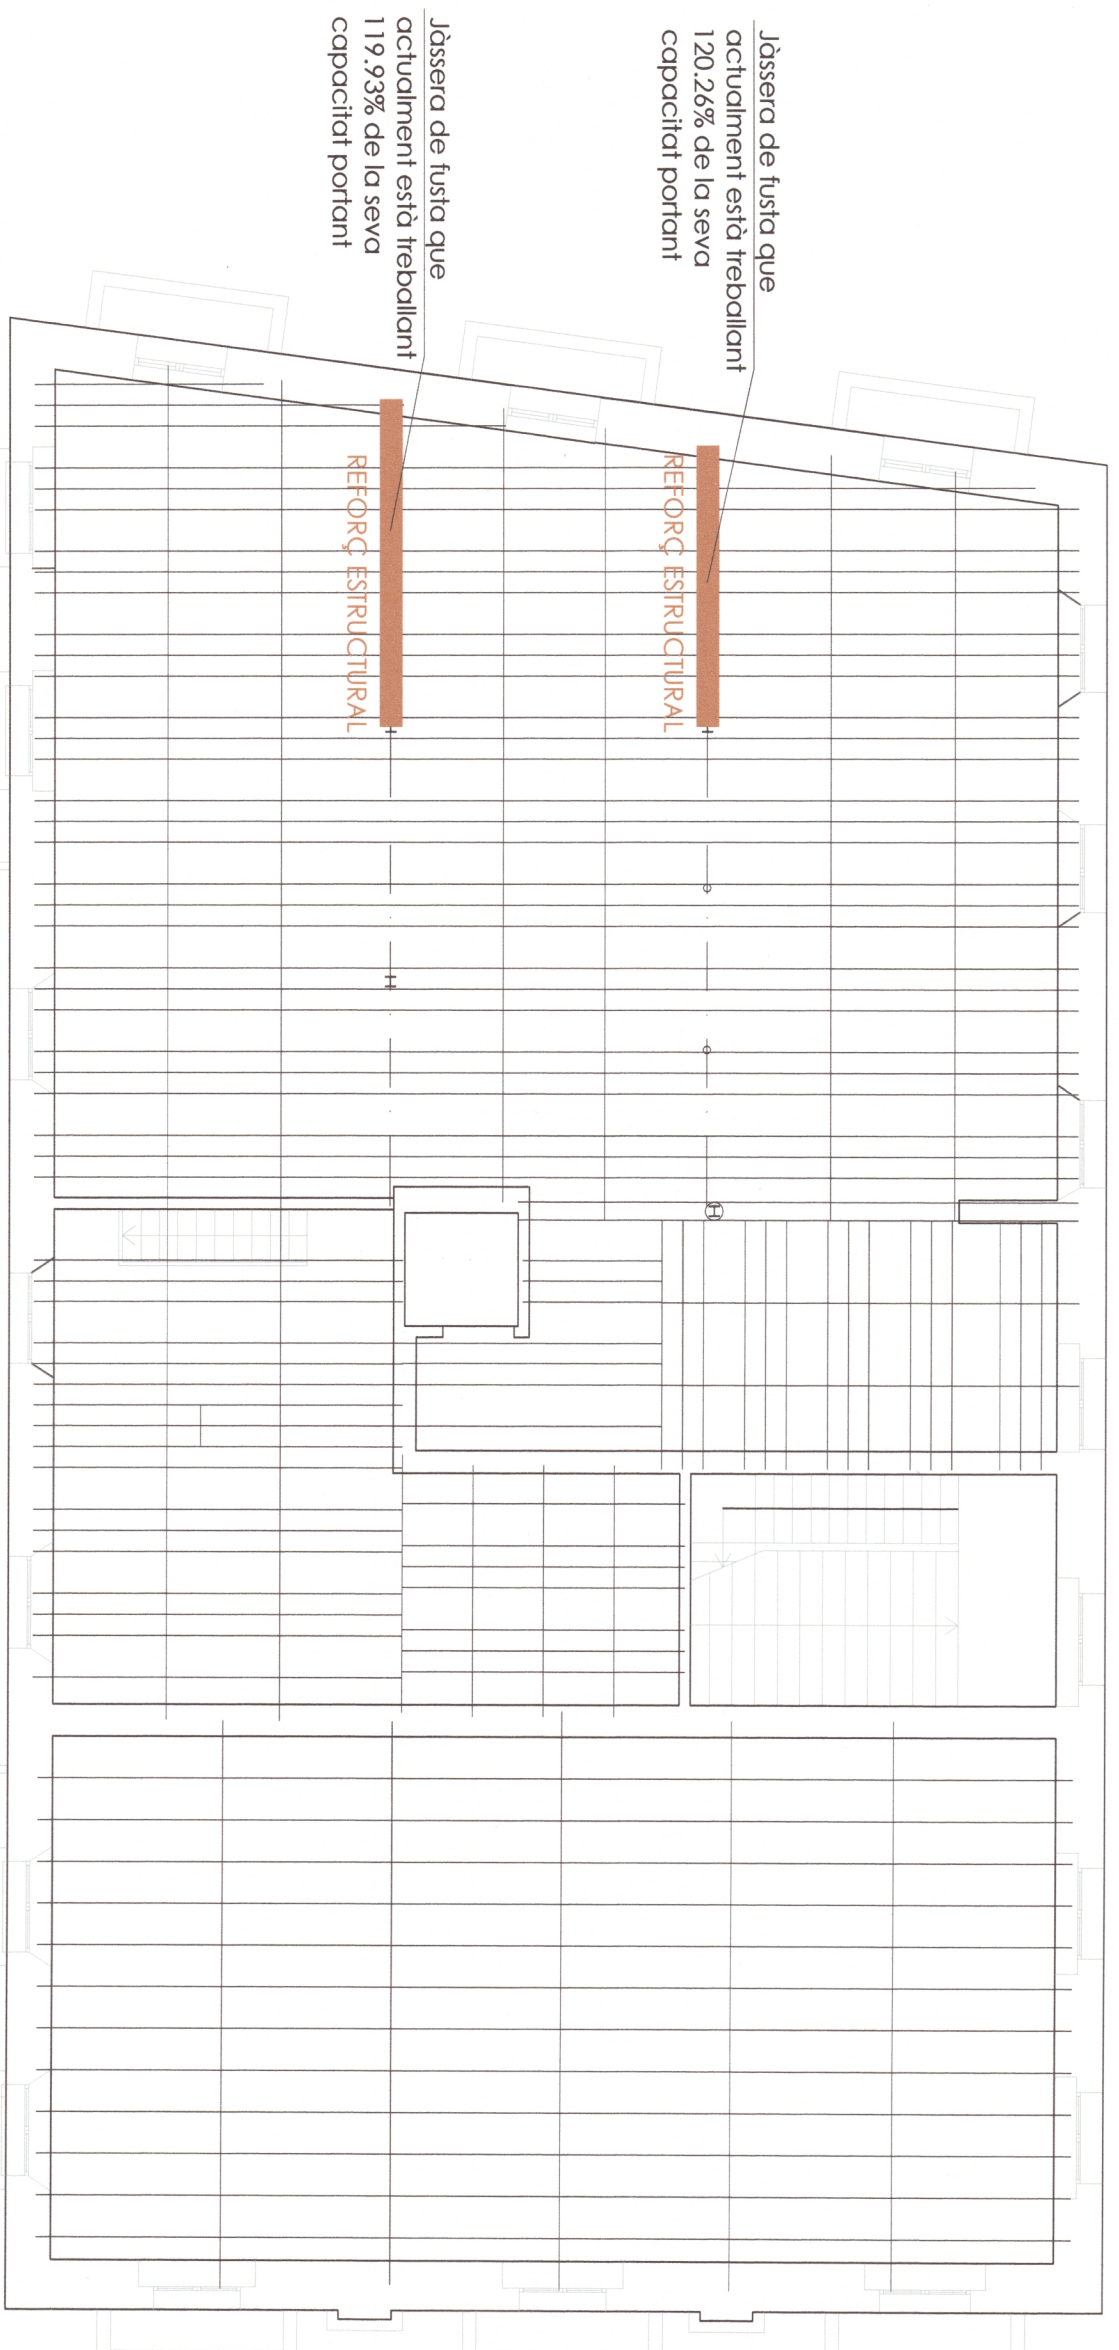 Jàssera de fusta que
actualment està treballant
120.26% de la seva
capacitat portant
REFORÇ ESTRUCTURAL
Jàssera de fusta que
actualment està treballant
119.93% de la seva
capacitat portant
REFORÇ ESTRUCTURAL